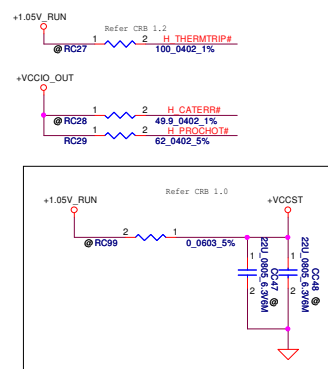 +1.05V_RUN
Refer CRB 1.2
1 2 H_THERMTRIP#
@ RC27 100_0402_1%
+VCCIO_OUT
1 2 H_CATERR#
@ RC28 49.9_0402_1%
1 2 H_PROCHOT#
RC29 62_0402_5%
Refer CRB 1.0
+1.05V_RUN +VCCST
2 1
@ RC99 0_0603_5%
1 2
22U_0805_6.3V6M
CC47 @
1 2
22U_0805_6.3V6M
CC48 @